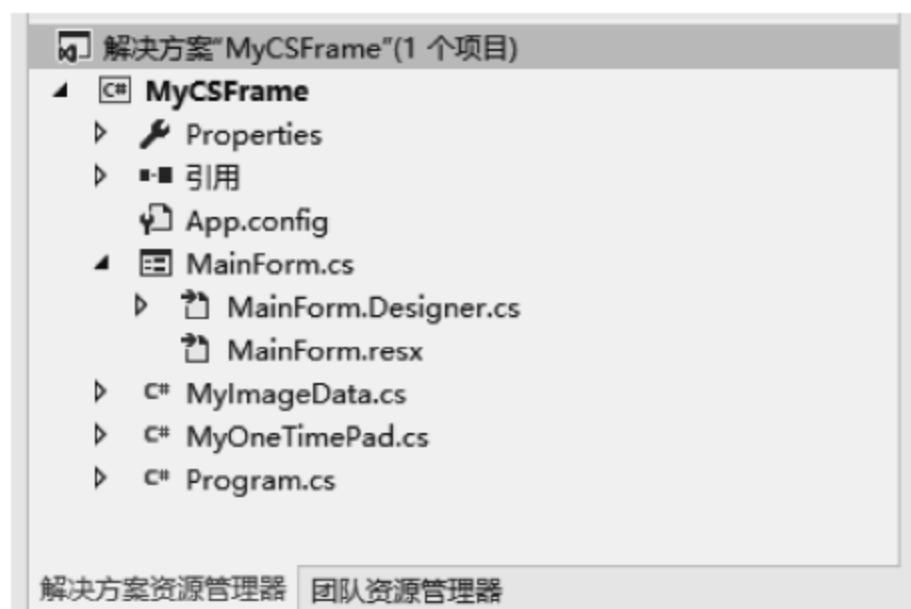 解决方案"MyCSFrame"(1 个项目)
C# MyCSFrame
Properties
引用
App.config
MainForm.cs
MainForm.Designer.cs
MainForm.resx
C# MyImageData.cs
C# MyOneTimePad.cs
C# Program.cs
解决方案资源管理器 团队资源管理器